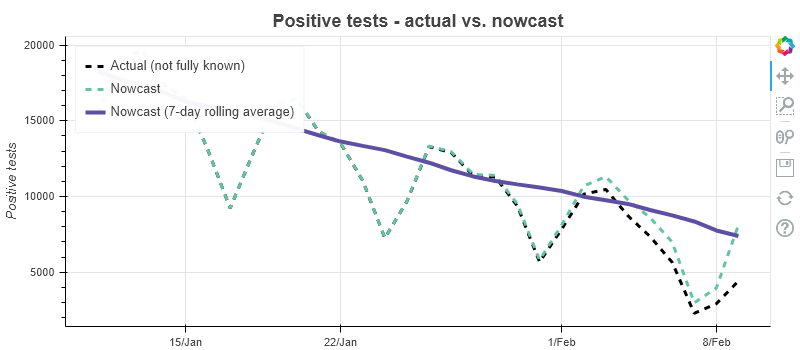 Positive tests - actual vs. nowcast
20000
15000
10000
5000
Positive tests
Actual (not fully known)
Nowcast
Nowcast (7-day rolling average)
15/Jan
22/Jan
1/Feb
8/Feb